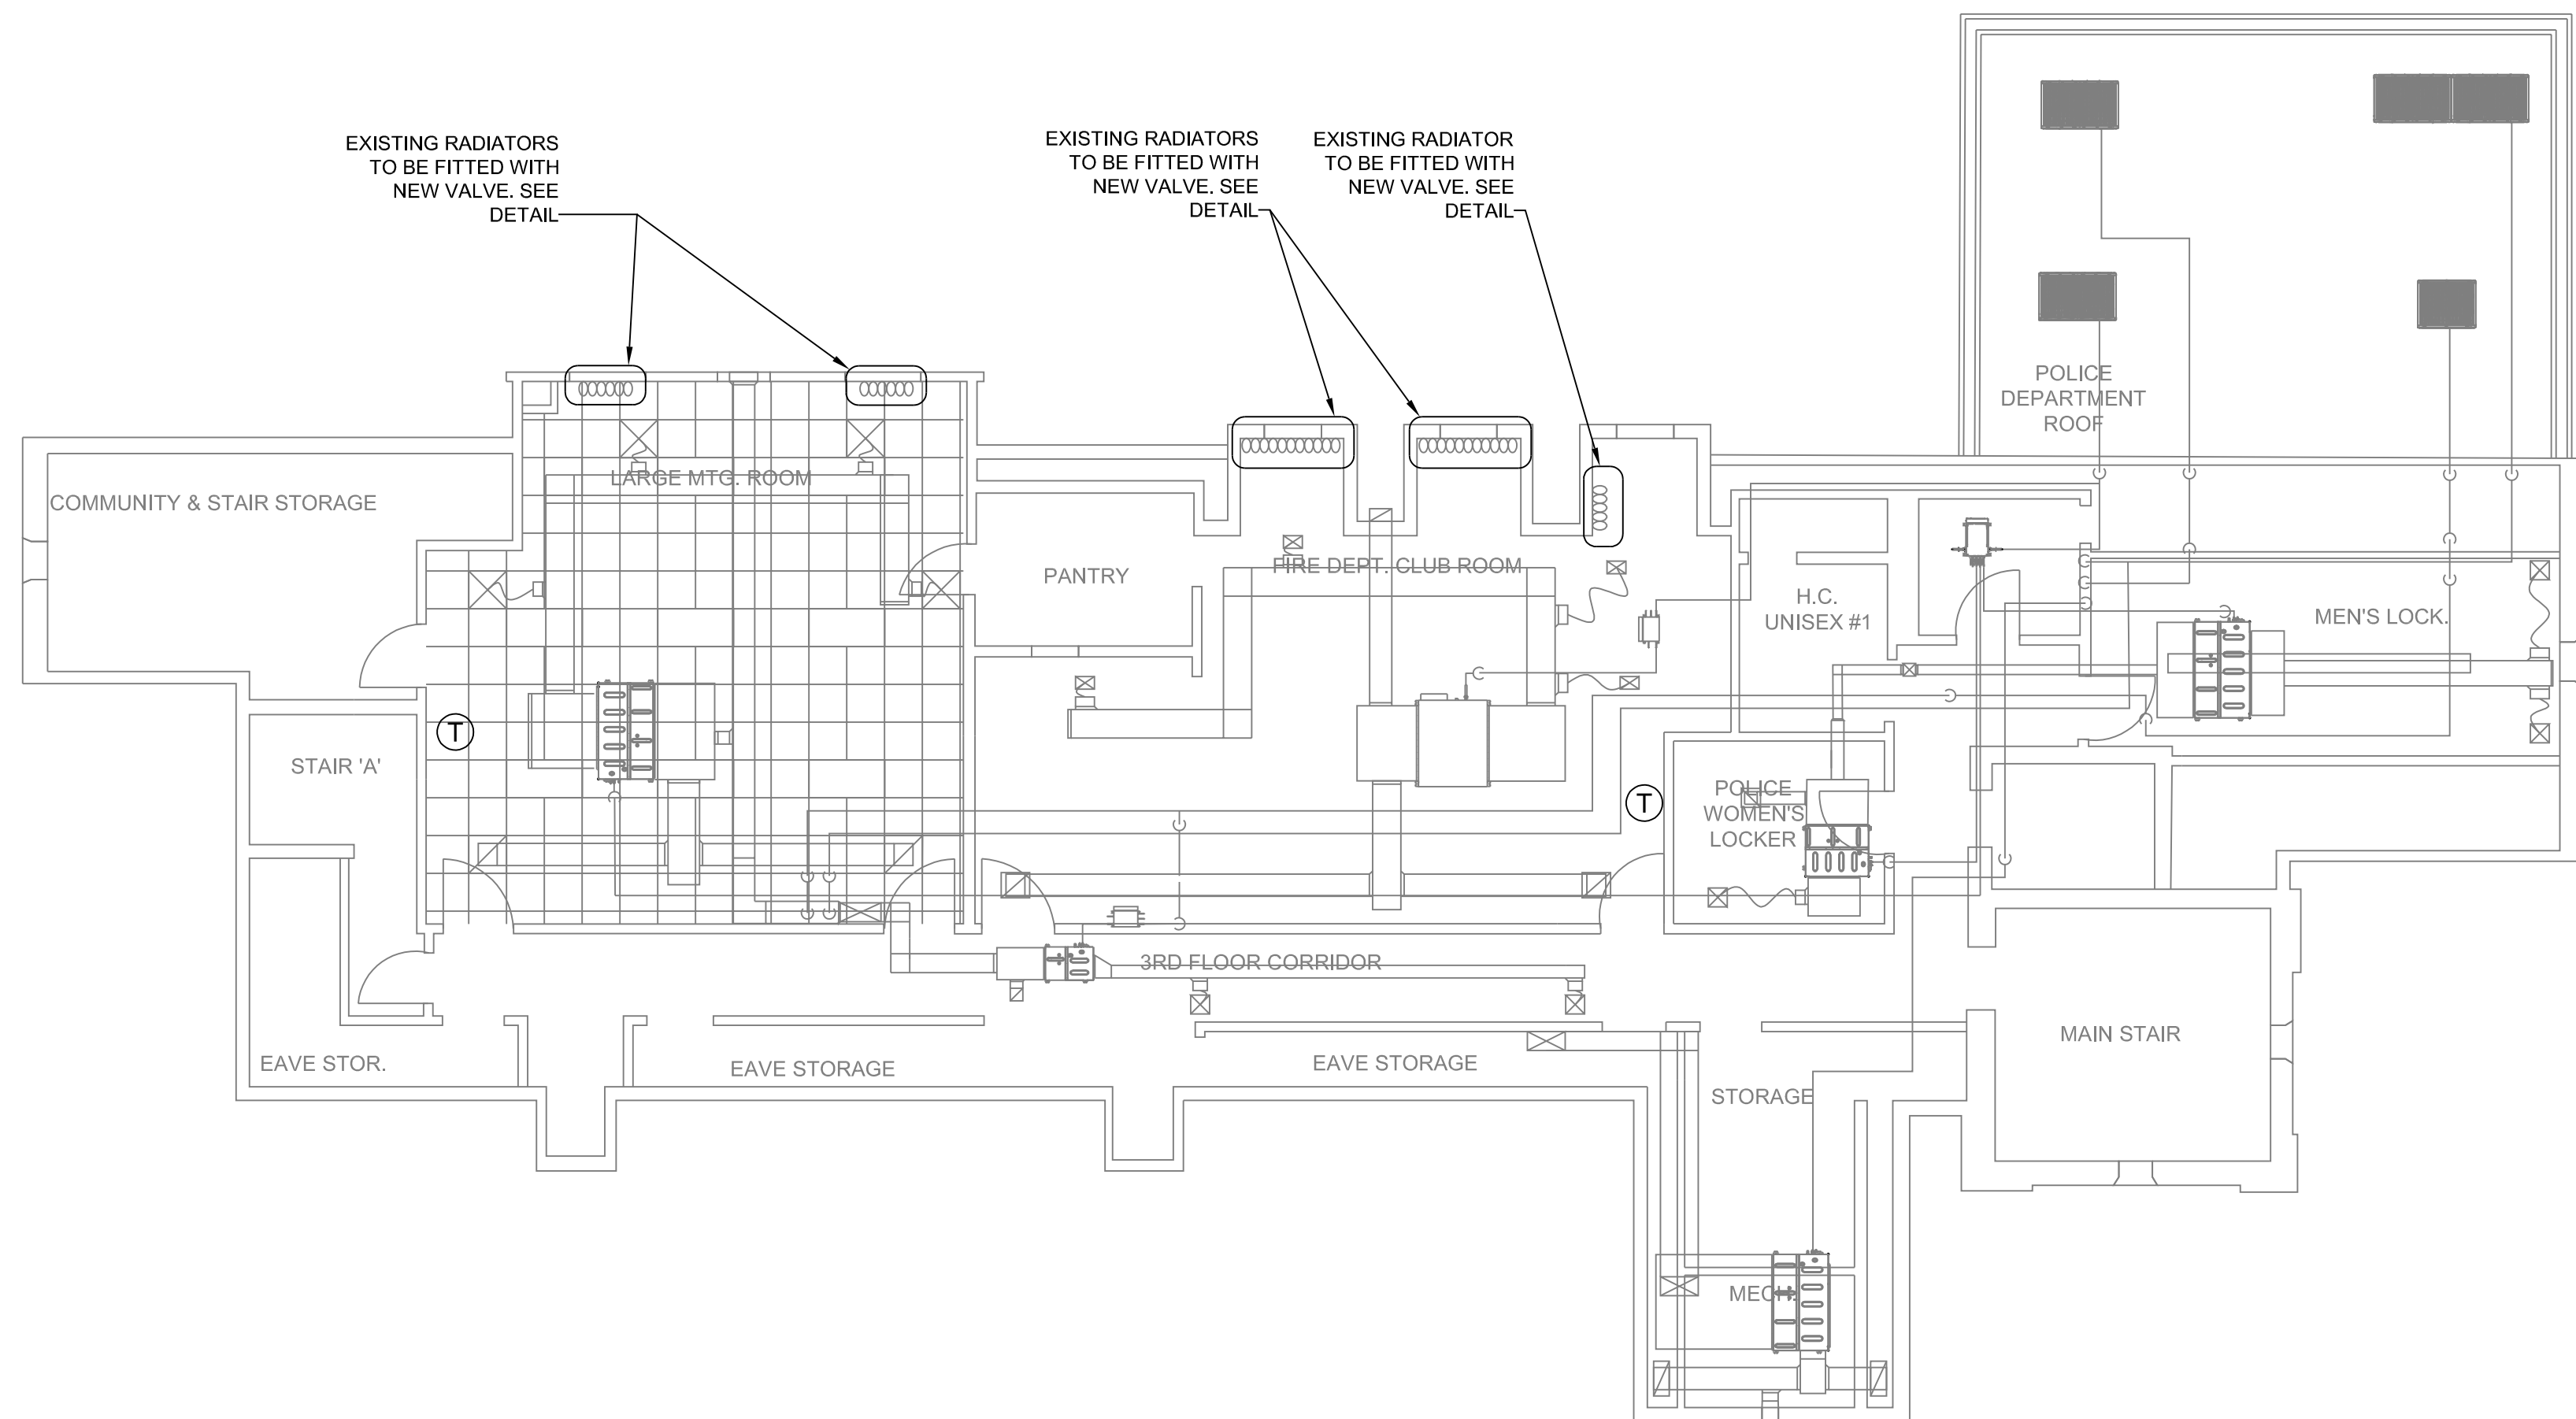 EXISTING RADIATORS
TO BE FITTED WITH
NEW VALVE. SEE
DETAIL
EXISTING RADIATORS
TO BE FITTED WITH
NEW VALVE. SEE
DETAIL
EXISTING RADIATOR
TO BE FITTED WITH
NEW VALVE. SEE
DETAIL
POLICE
DEPARTMENT
ROOF
COMMUNITY & STAIR STORAGE
LARGE MTG. ROOM
PANTRY
FIRE DEPT. CLUB ROOM
H.C.
UNISEX #1
MEN'S LOCK.
T
STAIR 'A'
T
POLICE
WOMEN'S
LOCKER
3RD FLOOR CORRIDOR
EAVE STOR.
EAVE STORAGE
EAVE STORAGE
STORAGE
MAIN STAIR
MECH.